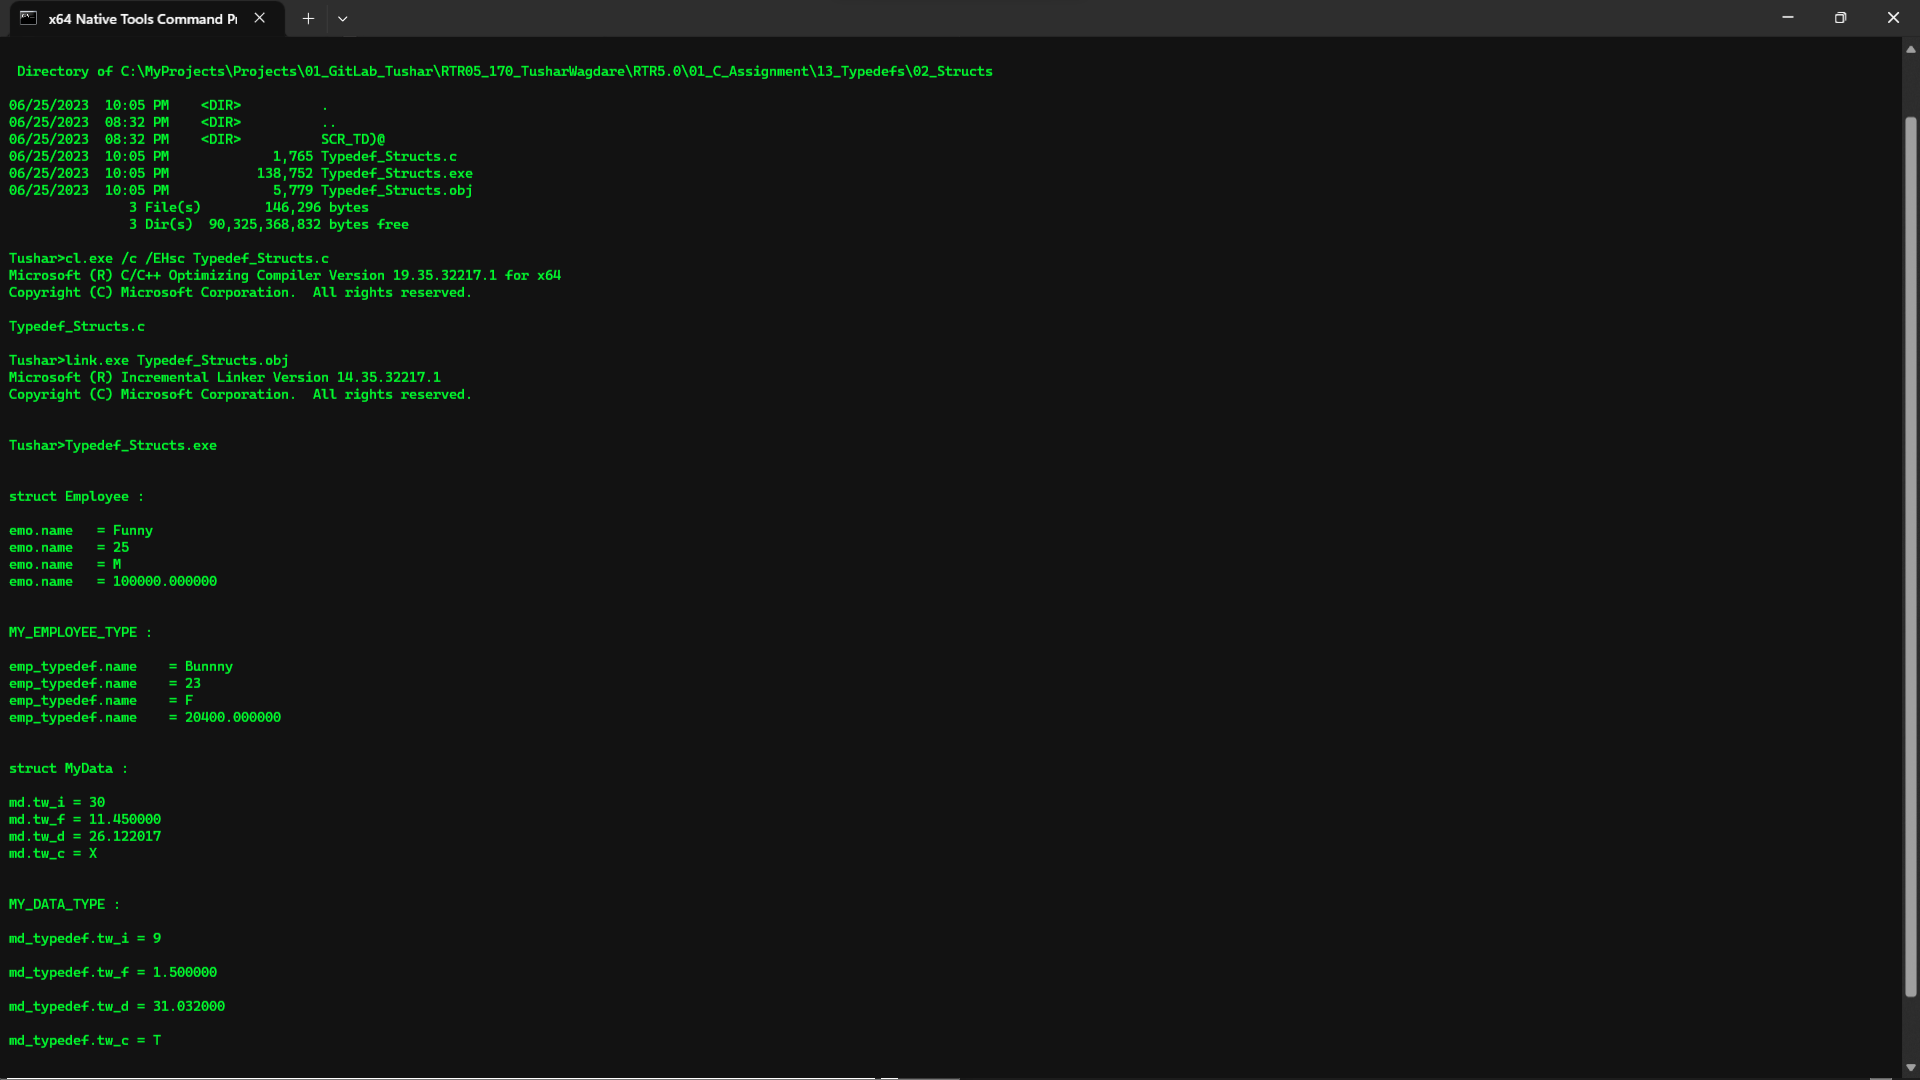 x64 Native Tools Command Pr
Directory of C:\MyProjects\Projects\01_GitLab_Tushar\RTR05_170_TusharWagdare\RTR5.0\01_C_Assignment\13_Typedefs\02_Structs
06/25/2023  10:05 PM    <DIR>          .
06/25/2023  08:32 PM    <DIR>          ..
06/25/2023  08:32 PM    <DIR>          SCR_TD)@
06/25/2023  10:05 PM             1,765 Typedef_Structs.c
06/25/2023  10:05 PM           138,752 Typedef_Structs.exe
06/25/2023  10:05 PM             5,779 Typedef_Structs.obj
3 File(s)        146,296 bytes
3 Dir(s)  90,325,368,832 bytes free
Tushar>cl.exe /c /EHsc Typedef_Structs.c
Microsoft (R) C/C++ Optimizing Compiler Version 19.35.32217.1 for x64
Copyright (C) Microsoft Corporation.  All rights reserved.
Typedef_Structs.c
Tushar>link.exe Typedef_Structs.obj
Microsoft (R) Incremental Linker Version 14.35.32217.1
Copyright (C) Microsoft Corporation.  All rights reserved.
Tushar>Typedef_Structs.exe
struct Employee :
emo.name   = Funny
emo.name   = 25
emo.name   = M
emo.name   = 100000.000000
MY_EMPLOYEE_TYPE :
emp_typedef.name    = Bunnny
emp_typedef.name    = 23
emp_typedef.name    = F
emp_typedef.name    = 20400.000000
struct MyData :
md.tw_i = 30
md.tw_f = 11.450000
md.tw_d = 26.122017
md.tw_c = X
MY_DATA_TYPE :
md_typedef.tw_i = 9
md_typedef.tw_f = 1.500000
md_typedef.tw_d = 31.032000
md_typedef.tw_c = T